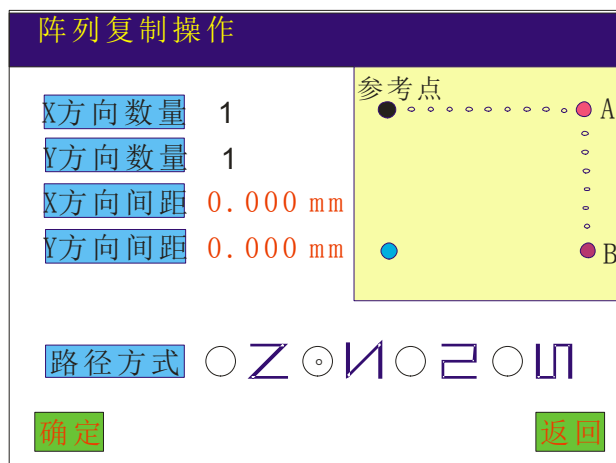 阵列复制操作
参考点
X方向数量 1
A
Y方向数量 1
X方向间距 0.000 mm
Y方向间距 0.000 mm
B
路径方式
确定 返回